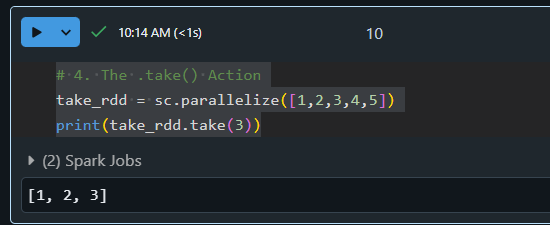 10:14 AM (<1s)
10
# 4. The .take() Action
take_rdd = sc.parallelize([1,2,3,4,5])
print(take_rdd.take(3))
(2) Spark Jobs
[1, 2, 3]